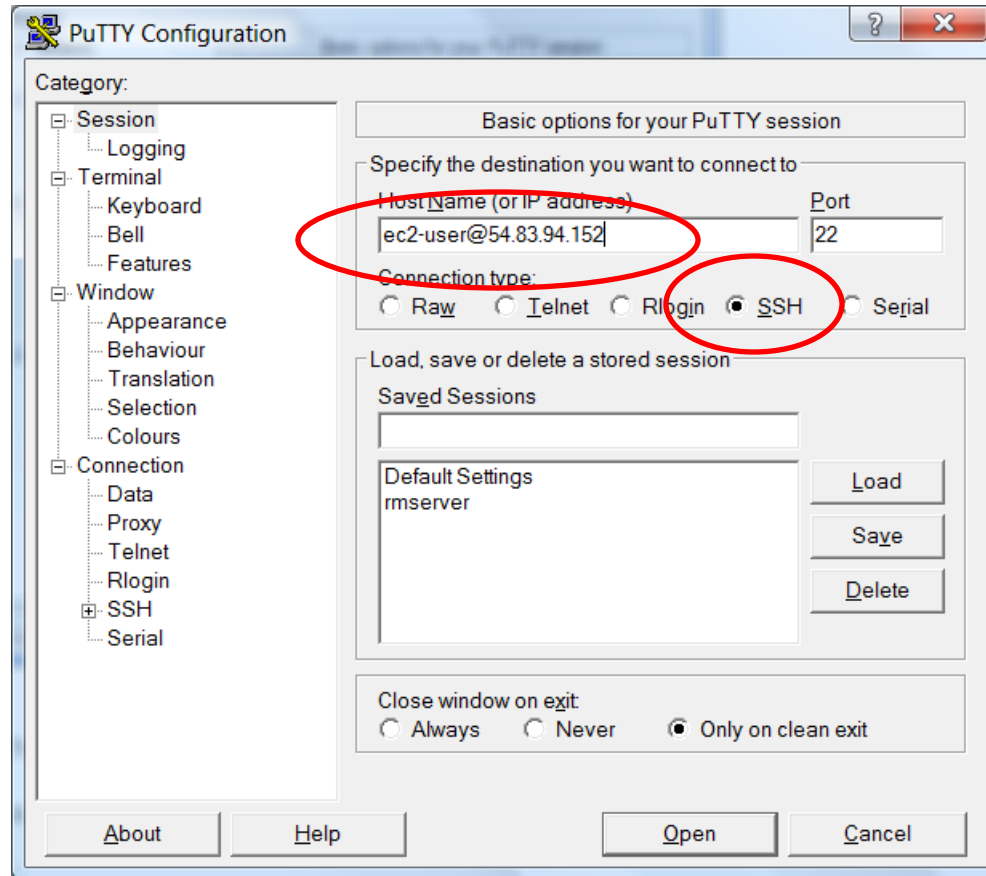 PuTTY Configuration
Category:
Session
Logging
Terminal
Keyboard
Bell
Features
Window
Appearance
Behaviour
Translation
Selection
Colours
Connection
Data
Proxy
Telnet
Rlogin
SSH
Serial
Basic options for your PuTTY session
Specify the destination you want to connect to
Host Name (or IP address) Port
ec2-user@54.83.94.152 22
Connection type:
Raw Telnet Rlogin SSH Serial
Load, save or delete a stored session
Saved Sessions
Default Settings
rmserver
Load
Save
Delete
Close window on exit:
Always Never Only on clean exit
About Help Open Cancel